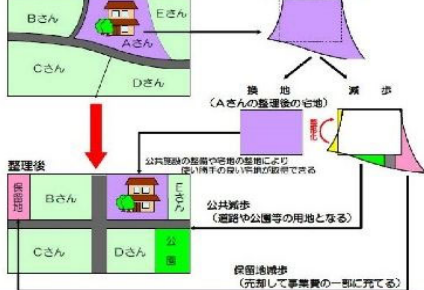 Bさん
Eさん
Aさん
Cさん
Dさん
換地
(Aさんの整理後の宅地)
減歩
整形化
公共施設の整備や宅地の整地により
使い勝手の良い宅地が取得できる
整理後
保留地
Bさん
Eさん
Cさん
Dさん
公園
公共減歩
(道路や公園等の用地となる)
保留地減歩
(売却して事業費の一部に充てる)